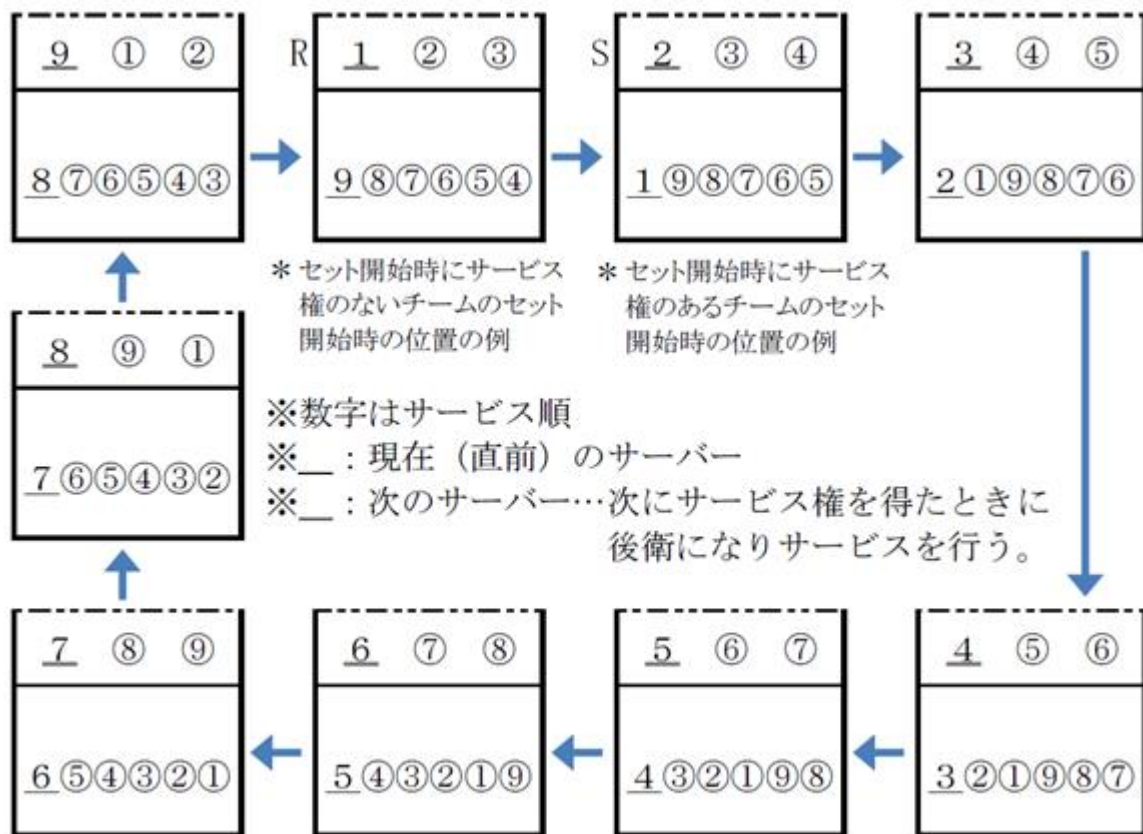 9 ① ②
8⑦⑥⑤④③
R
1 ② ③
9⑧⑦⑥⑤④
S
2 ③ ④
1⑨⑧⑦⑥⑤
3 ④ ⑤
2①⑨⑧⑦⑥
*セット開始時にサービス
権のないチームのセット
開始時の位置の例
*セット開始時にサービス
権のあるチームのセット
開始時の位置の例
8 ⑨ ①
7⑥⑤④③②
※数字はサービス順
※__:現在(直前)のサーバー
※__:次のサーバー…次にサービス権を得たときに
後衛になりサービスを行う。
7 ⑧ ⑨
6⑤④③②①
6 ⑦ ⑧
5④③②①⑨
5 ⑥ ⑦
4③②①⑨⑧
4 ⑤ ⑥
3②①⑨⑧⑦